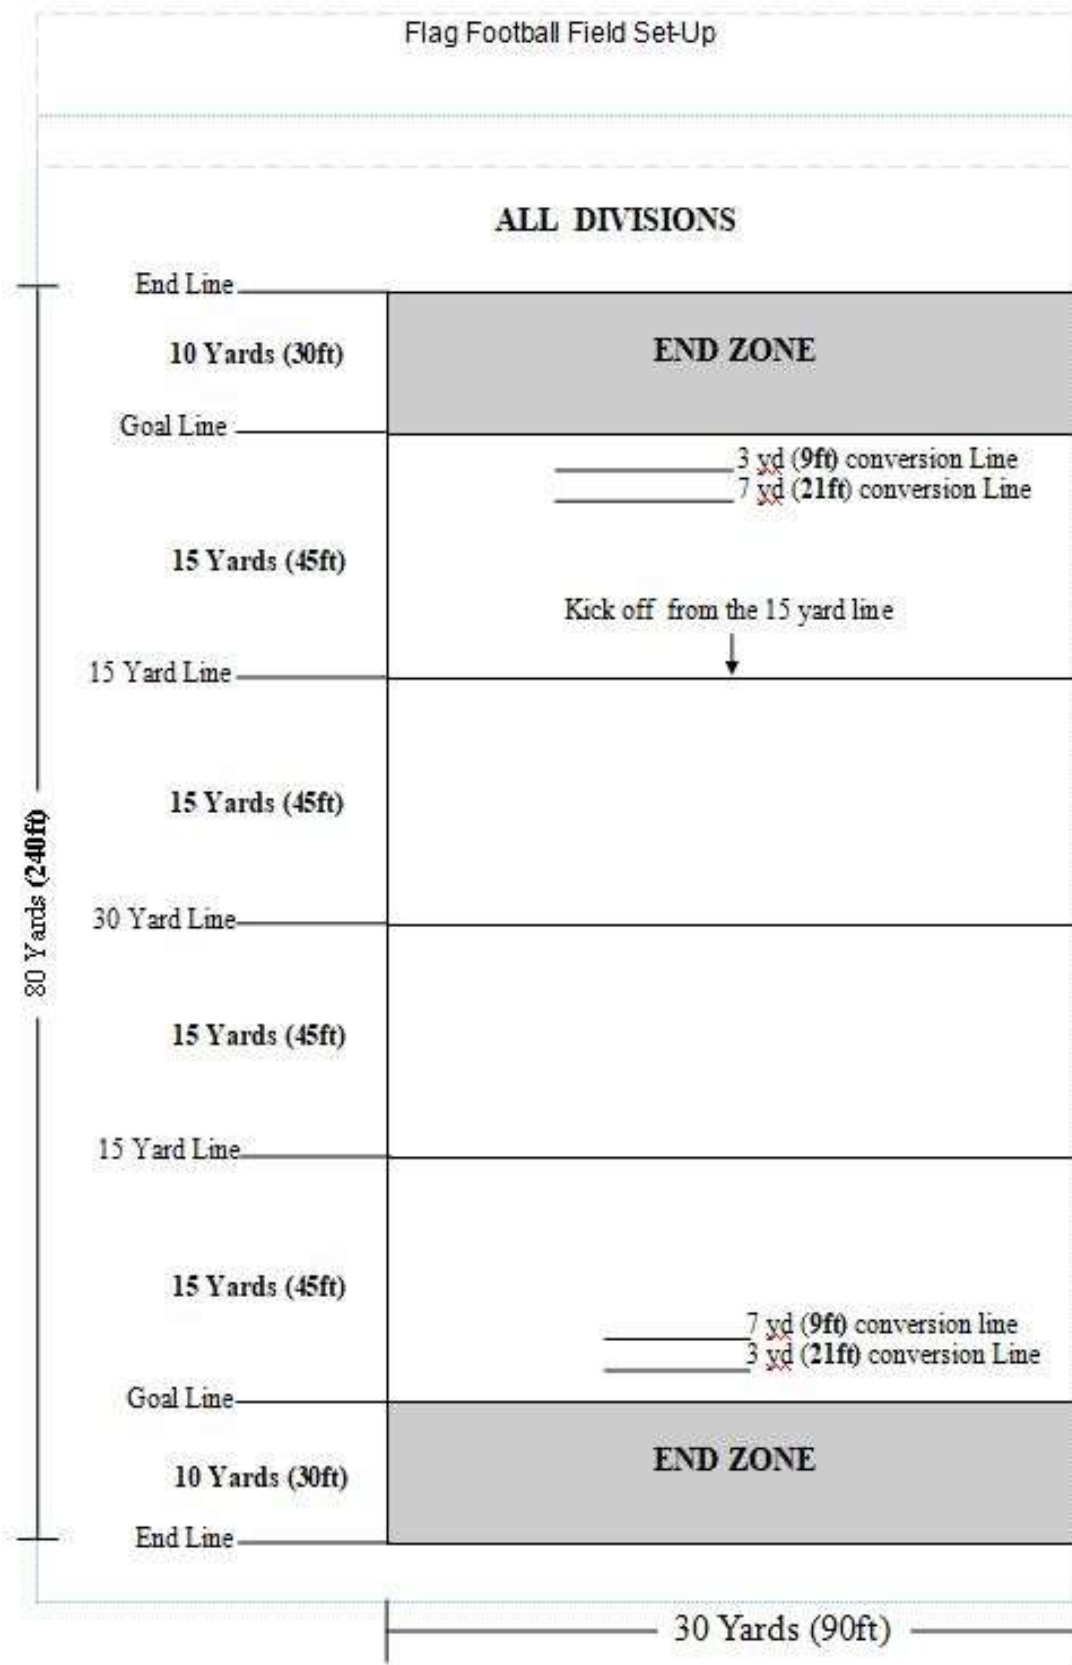 Flag Football Field Set-Up
ALL DIVISIONS
End Line
10 Yards (30ft)
END ZONE
Goal Line
3 yd (9ft) conversion Line
7 yd (21ft) conversion Line
15 Yards (45ft)
Kick off from the 15 yard line
15 Yard Line
15 Yards (45ft)
80 Yards (240ft)
30 Yard Line
15 Yards (45ft)
15 Yard Line
15 Yards (45ft)
7 yd (9ft) conversion line
3 yd (21ft) conversion Line
Goal Line
END ZONE
10 Yards (30ft)
End Line
30 Yards (90ft)